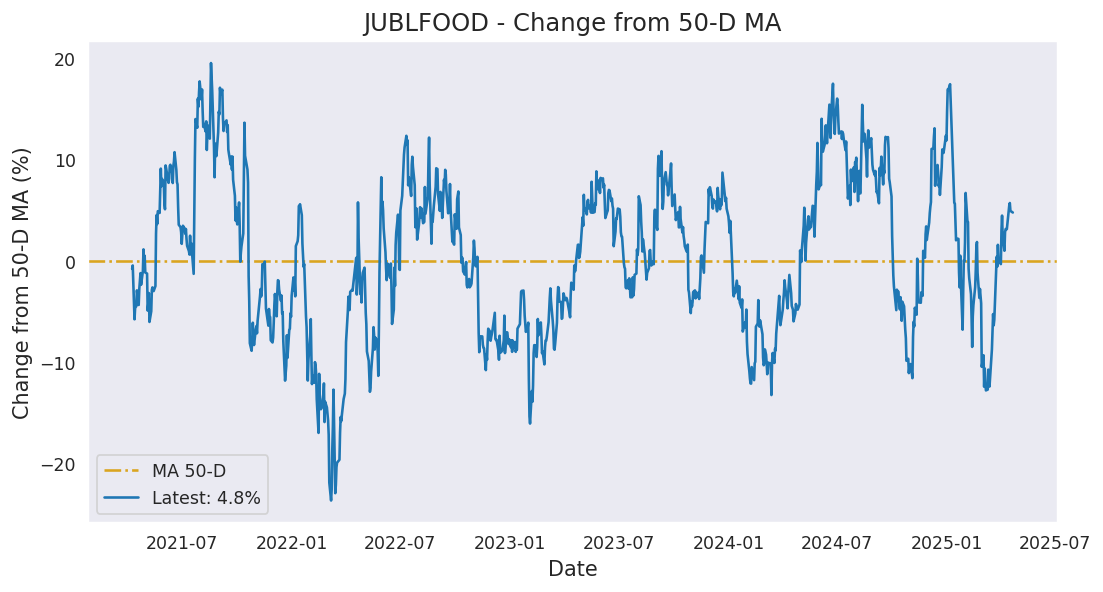 JUBLFOOD - Change from 50-D MA
Change from 50-D MA (%)
20
10
0
−10
−20
MA 50-D
Latest: 4.8%
2021-07 2022-01 2022-07 2023-01 2023-07 2024-01 2024-07 2025-01 2025-07
Date